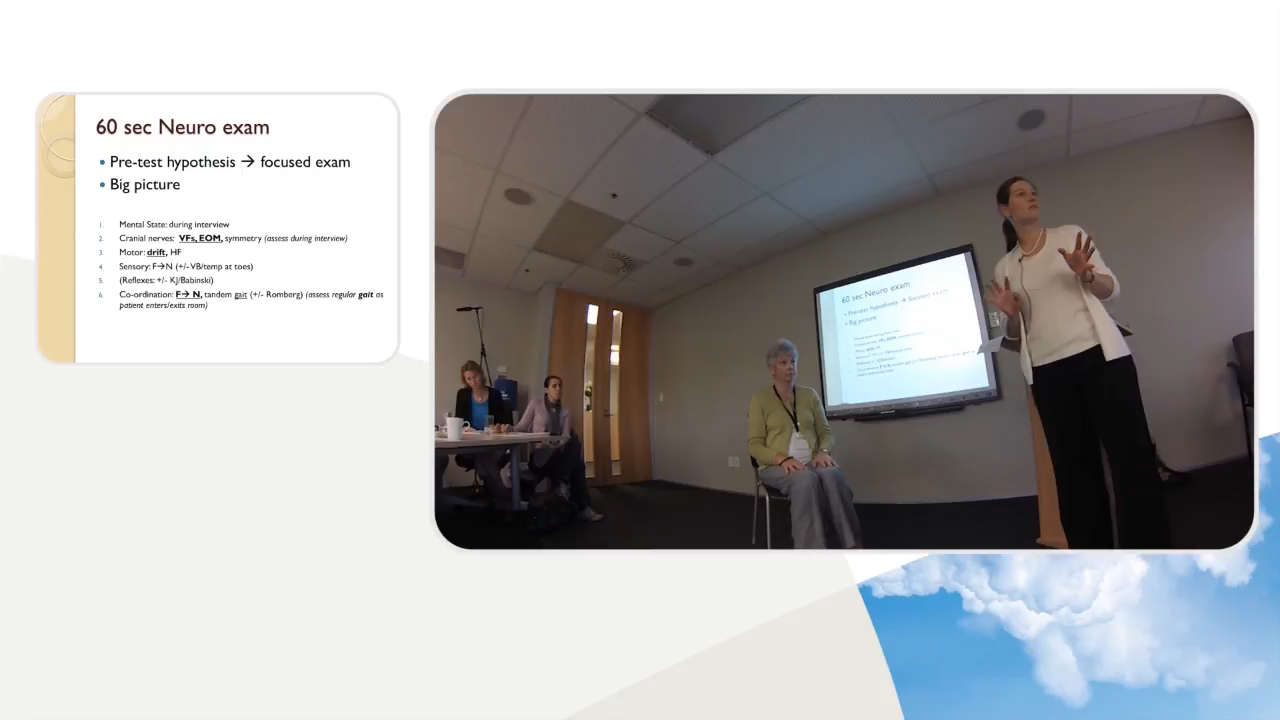 60 sec Neuro exam
• Pre-test hypothesis → focused exam
• Big picture
1. Mental State: during interview
2. Cranial nerves: VFs, EOM, symmetry (assess during interview)
3. Motor: drift, HF
4. Sensory: F→N (+/- VB/temp at toes)
5. (Reflexes: +/- KJ/Babinski)
6. Co-ordination: F→ N, tandem gait (+/- Romberg) (assess regular gait as
patient enters/exits room)
60 sec Neuro exam
• Pre-test hypothesis → focused exam
• Big picture